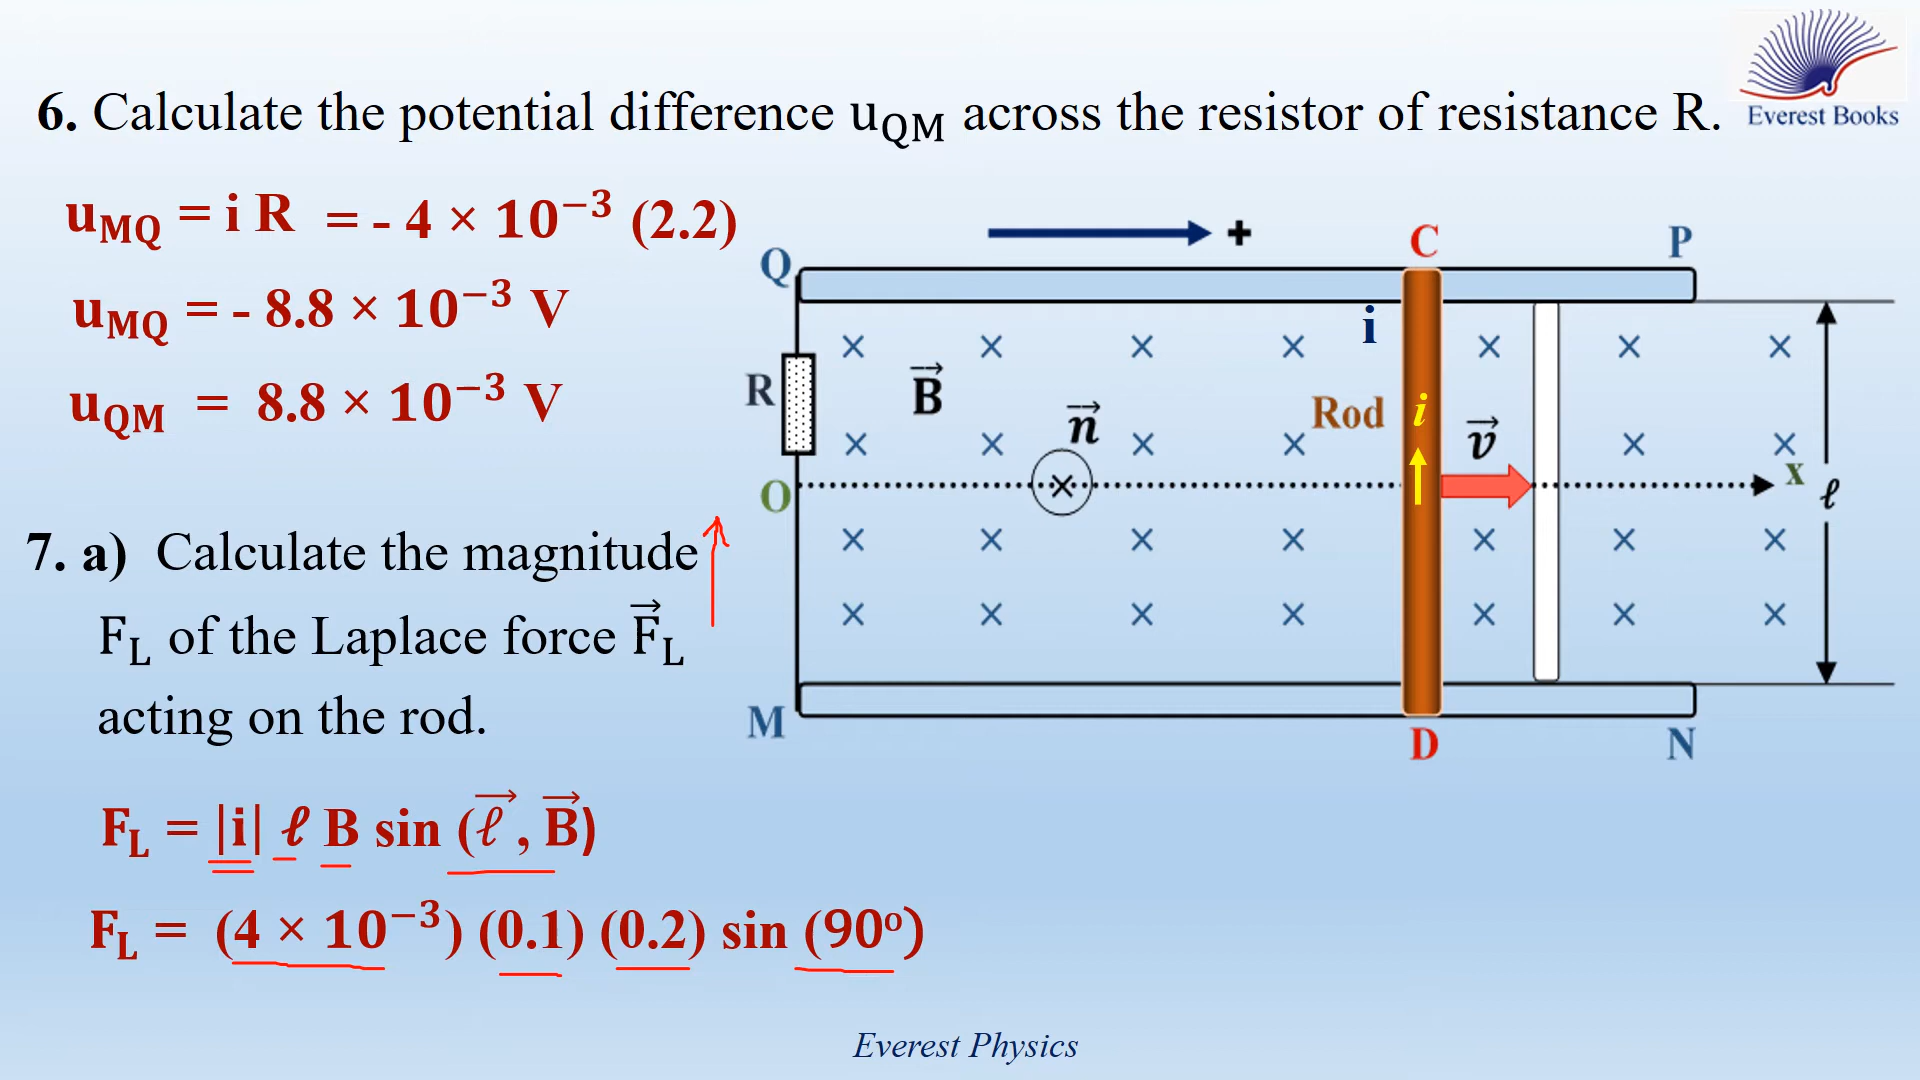 Everest Books
6. Calculate the potential difference u_QM across the resistor of resistance R.
u_MQ = i R = - 4 × 10⁻³ (2.2)
u_MQ = - 8.8 × 10⁻³ V
u_QM = 8.8 × 10⁻³ V
7. a) Calculate the magnitude
F_L of the Laplace force F⃗_L
acting on the rod.
F_L = |i| ℓ B sin (ℓ⃗ , B⃗)
F_L = (4 × 10⁻³) (0.1) (0.2) sin (90º)
+
Q
C
P
i
R
B⃗
n⃗
Rod
i
v⃗
O
x
ℓ
M
D
N
Everest Physics